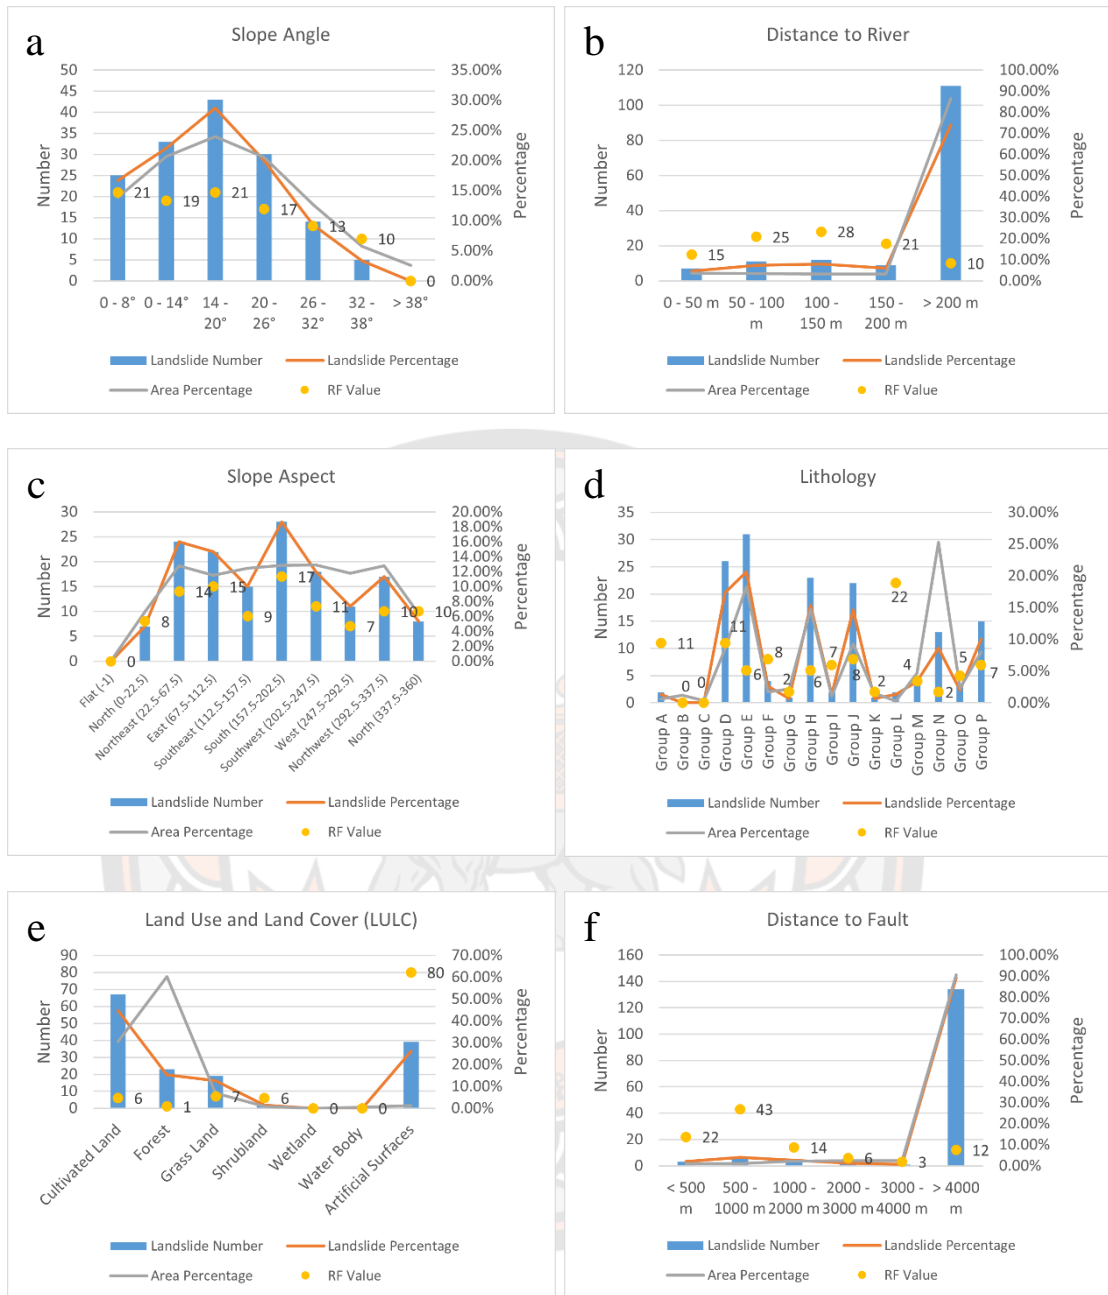 a
Slope Angle
50
45
40
35
30
25
20
15
10
5
0
Number
35.00%
30.00%
25.00%
20.00%
15.00%
10.00%
5.00%
0.00%
Percentage
21
19
21
17
13
10
0
0 - 8°
0 - 14°
14 -
20°
20 -
26°
26 -
32°
32 -
38°
> 38°
Landslide Number
Landslide Percentage
Area Percentage
RF Value
b
Distance to River
120
100
80
60
40
20
0
Number
100.00%
90.00%
80.00%
70.00%
60.00%
50.00%
40.00%
30.00%
20.00%
10.00%
0.00%
Percentage
15
25
28
21
10
0 - 50 m
50 - 100
m
100 -
150 m
150 -
200 m
> 200 m
Landslide Number
Landslide Percentage
Area Percentage
RF Value
c
Slope Aspect
30
25
20
15
10
5
0
Number
20.00%
18.00%
16.00%
14.00%
12.00%
10.00%
8.00%
6.00%
4.00%
2.00%
0.00%
Percentage
0
8
14
15
9
17
11
7
10
10
Flat (-1)
North (0-22.5)
Northeast (22.5-67.5)
East (67.5-112.5)
Southeast (112.5-157.5)
South (157.5-202.5)
Southwest (202.5-247.5)
West (247.5-292.5)
Northwest (292.5-337.5)
North (337.5-360)
Landslide Number
Landslide Percentage
Area Percentage
RF Value
d
Lithology
35
30
25
20
15
10
5
0
Number
30.00%
25.00%
20.00%
15.00%
10.00%
5.00%
0.00%
Percentage
11
0
0
11
6
8
2
6
7
8
2
22
4
2
5
7
Group A
Group B
Group C
Group D
Group E
Group F
Group G
Group H
Group I
Group J
Group K
Group L
Group M
Group N
Group O
Group P
Landslide Number
Landslide Percentage
Area Percentage
RF Value
e
Land Use and Land Cover (LULC)
90
80
70
60
50
40
30
20
10
0
Number
70.00%
60.00%
50.00%
40.00%
30.00%
20.00%
10.00%
0.00%
Percentage
6
1
7
6
0
0
80
Cultivated Land
Forest
Grass Land
Shrubland
Wetland
Water Body
Artificial Surfaces
Landslide Number
Landslide Percentage
Area Percentage
RF Value
f
Distance to Fault
160
140
120
100
80
60
40
20
0
Number
100.00%
90.00%
80.00%
70.00%
60.00%
50.00%
40.00%
30.00%
20.00%
10.00%
0.00%
Percentage
22
43
14
6
3
12
< 500
m
500 -
1000 m
1000 -
2000 m
2000 -
3000 m
3000 -
4000 m
> 4000
m
Landslide Number
Landslide Percentage
Area Percentage
RF Value